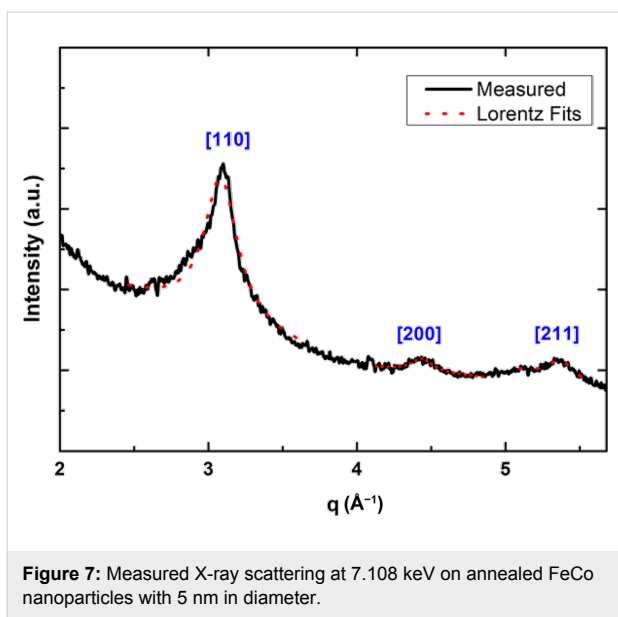 Measured
Lorentz Fits
[110]
[200]
[211]
Intensity (a.u.)
2 3 4 5
q (Å⁻¹)
Figure 7: Measured X-ray scattering at 7.108 keV on annealed FeCo
nanoparticles with 5 nm in diameter.